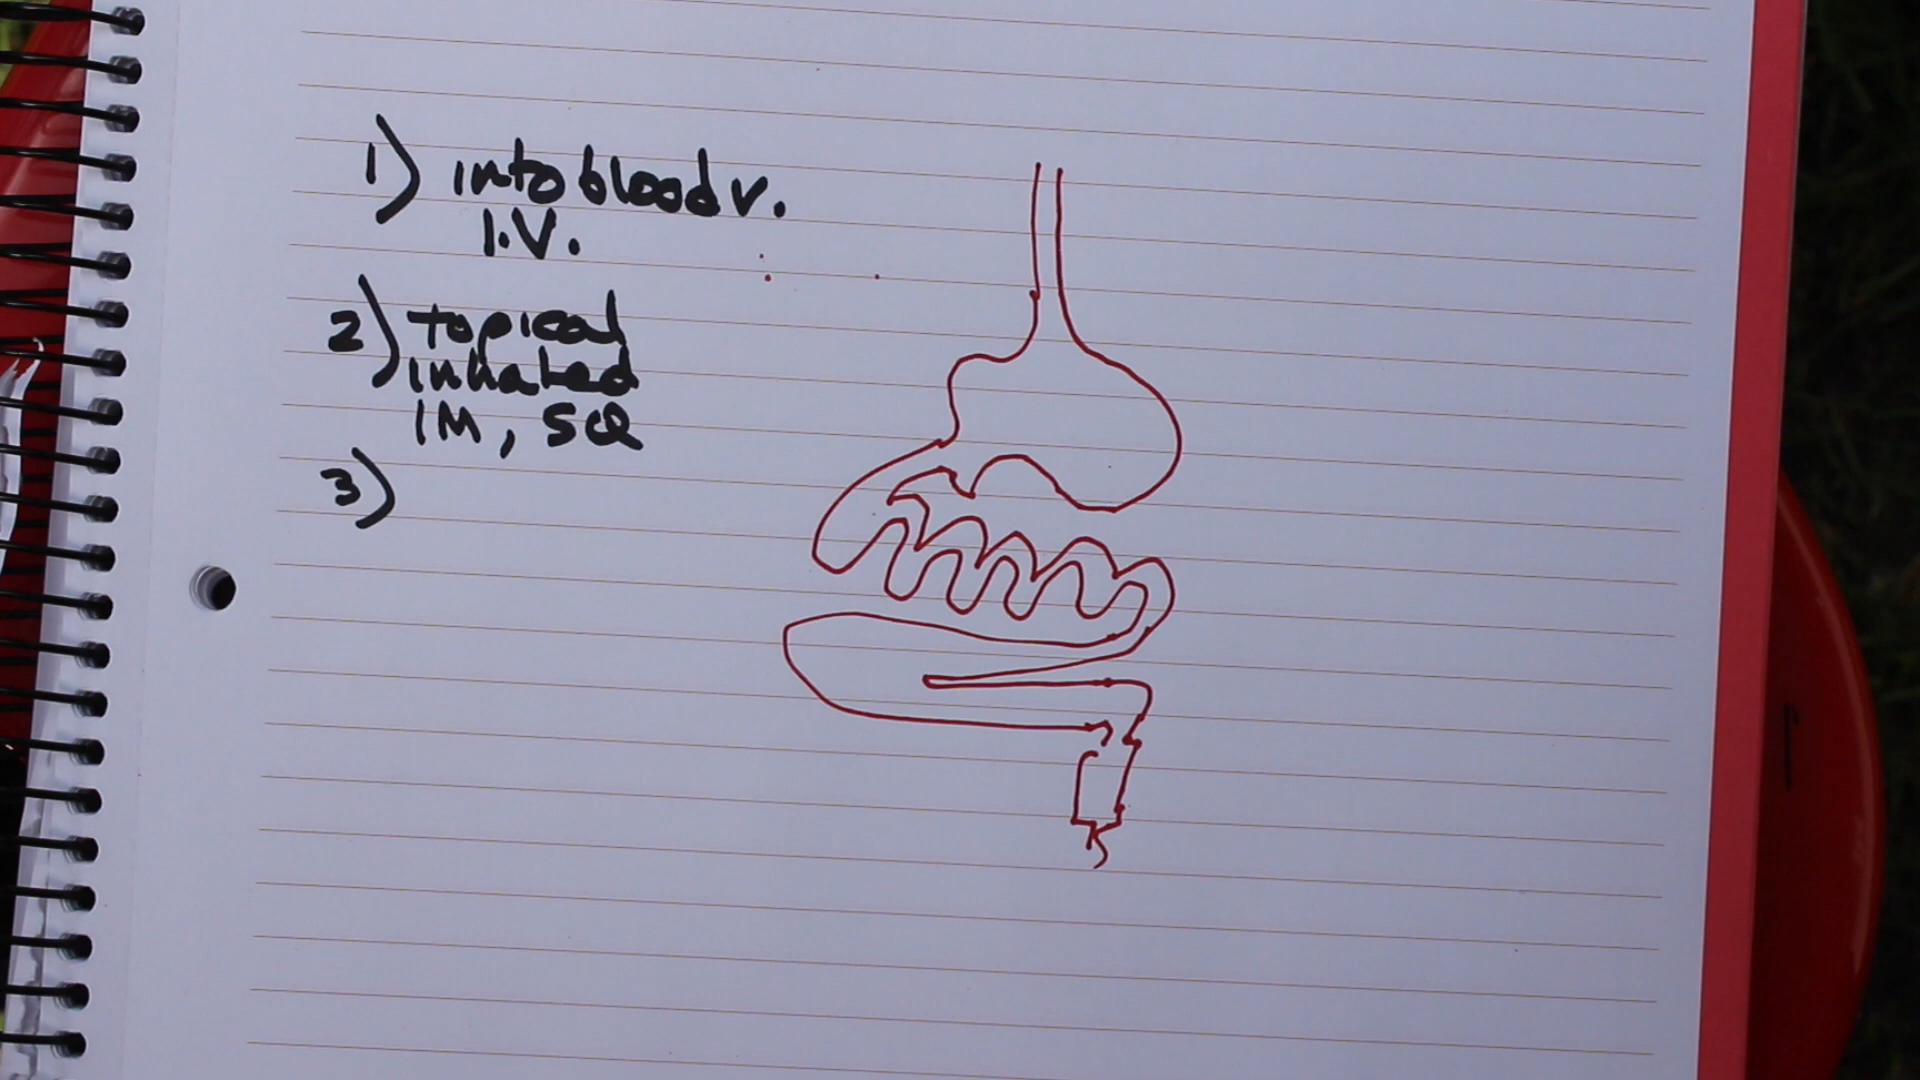 1) into blood v.
I.V.
2) topical
inhaled
IM, SQ
3)